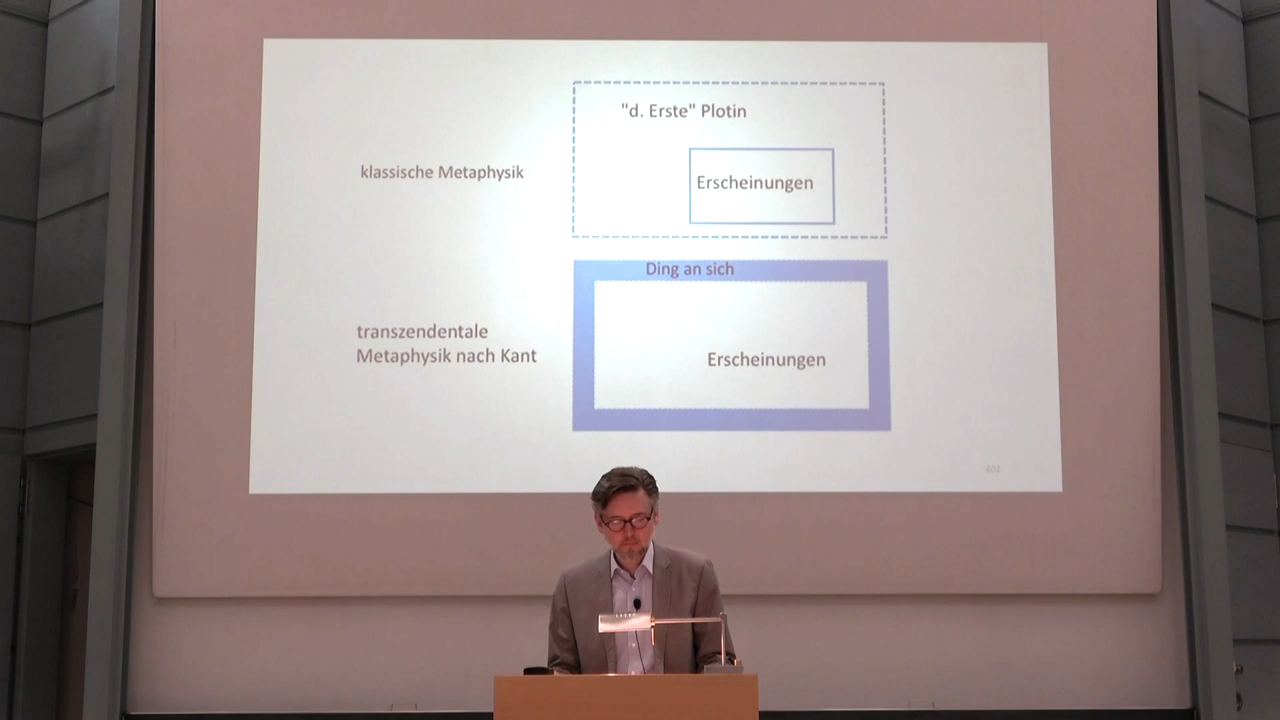 "d. Erste" Plotin
klassische Metaphysik
Erscheinungen
Ding an sich
transzendentale
Metaphysik nach Kant
Erscheinungen